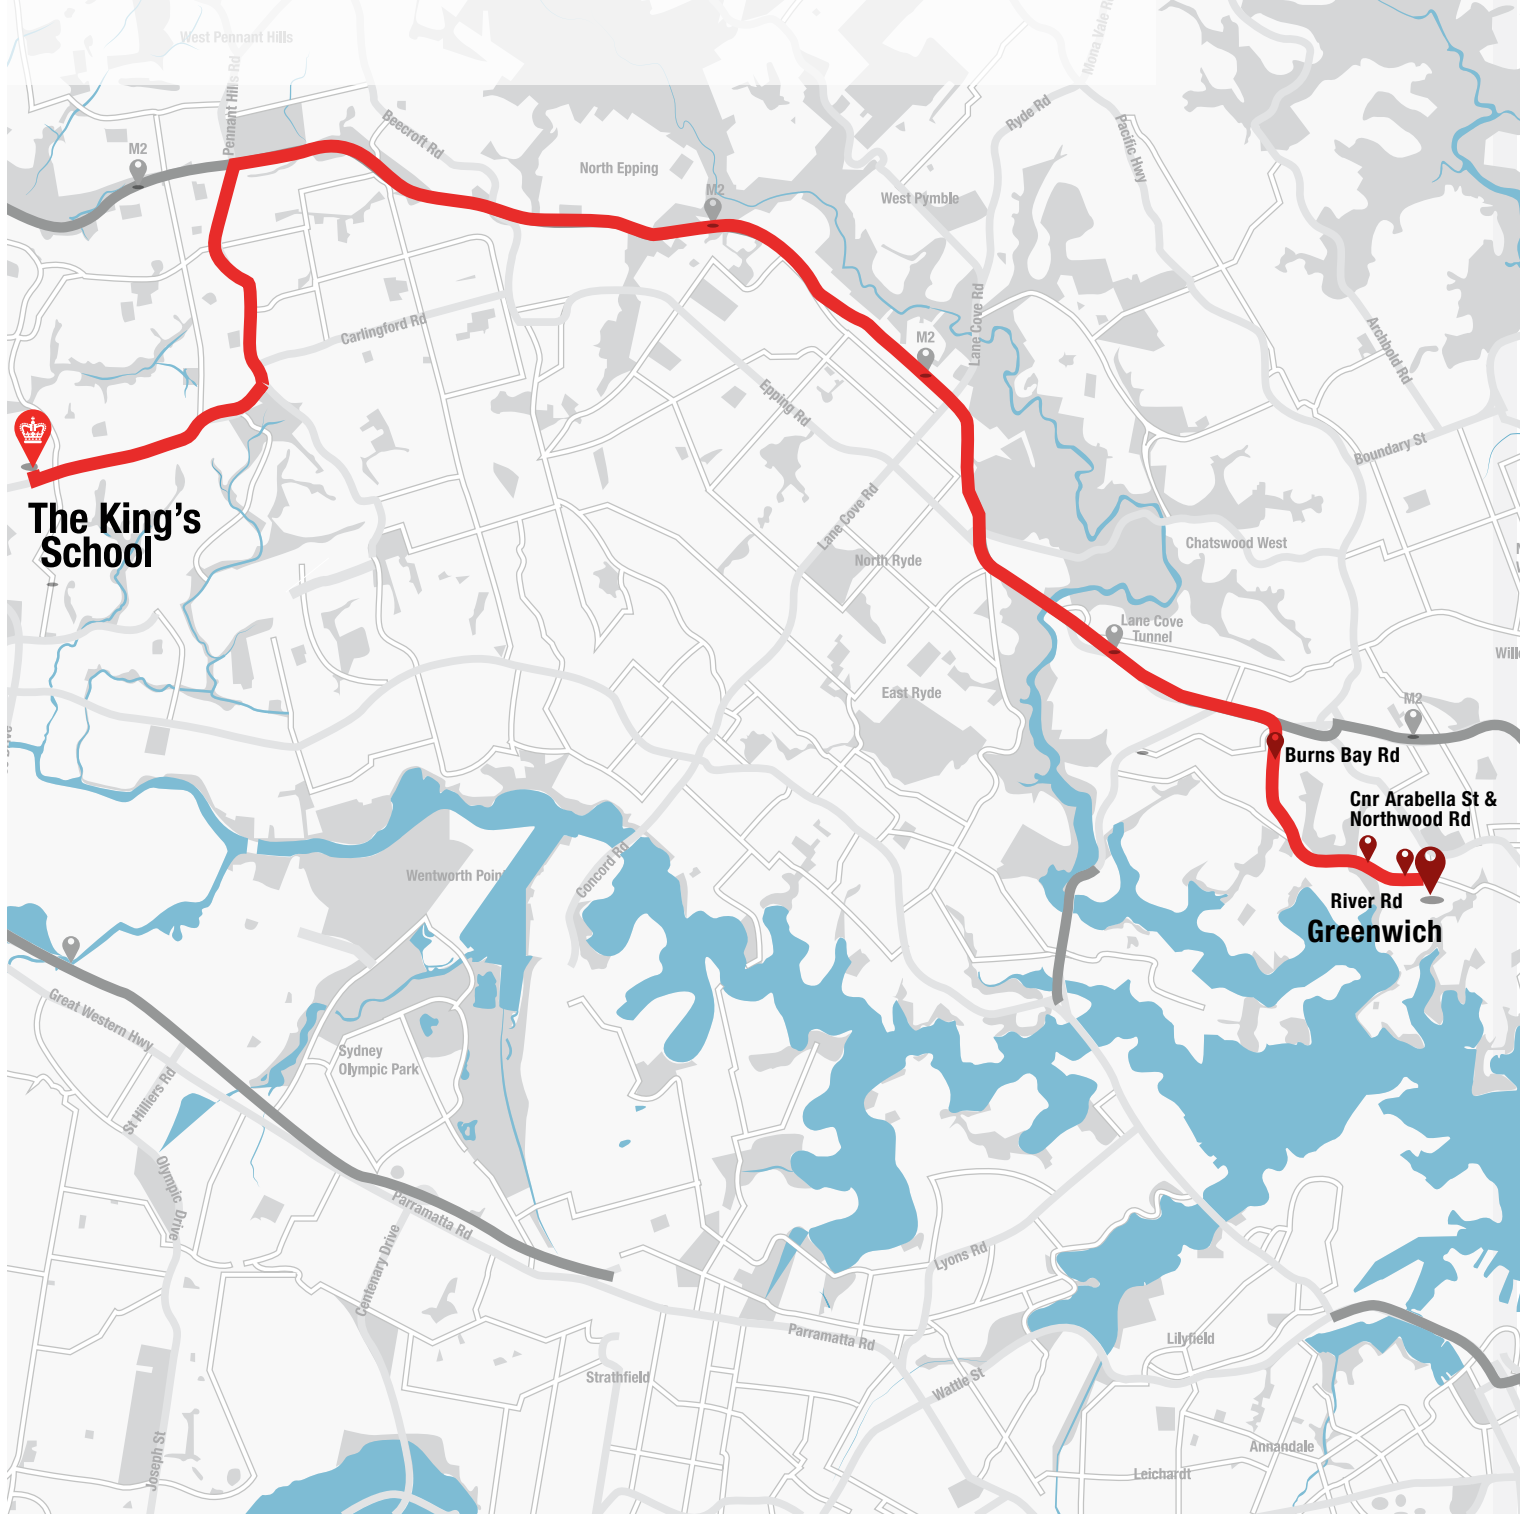 West Pennant Hills
Mona Vale Rd
Pennant Hills Rd
Beecroft Rd
Ryde Rd
Pacific Hwy
M2
North Epping
M2
West Pymble
Carlingford Rd
Lane Cove Rd
M2
Archbold Rd
Epping Rd
Boundary St
The King's
School
Lane Cove Rd
North Ryde
Chatswood West
Lane Cove
Tunnel
East Ryde
M2
Burns Bay Rd
Cnr Arabella St &
Northwood Rd
River Rd
Greenwich
Concord Rd
Wentworth Poin
Great Western Hwy
Sydney
Olympic Park
St Hilliers Rd
Olympic Drive
Parramatta Rd
Centenary Drive
Lyons Rd
Parramatta Rd
Lilyfield
Strathfield
Wattle St
Joseph St
Annandale
Leichardt